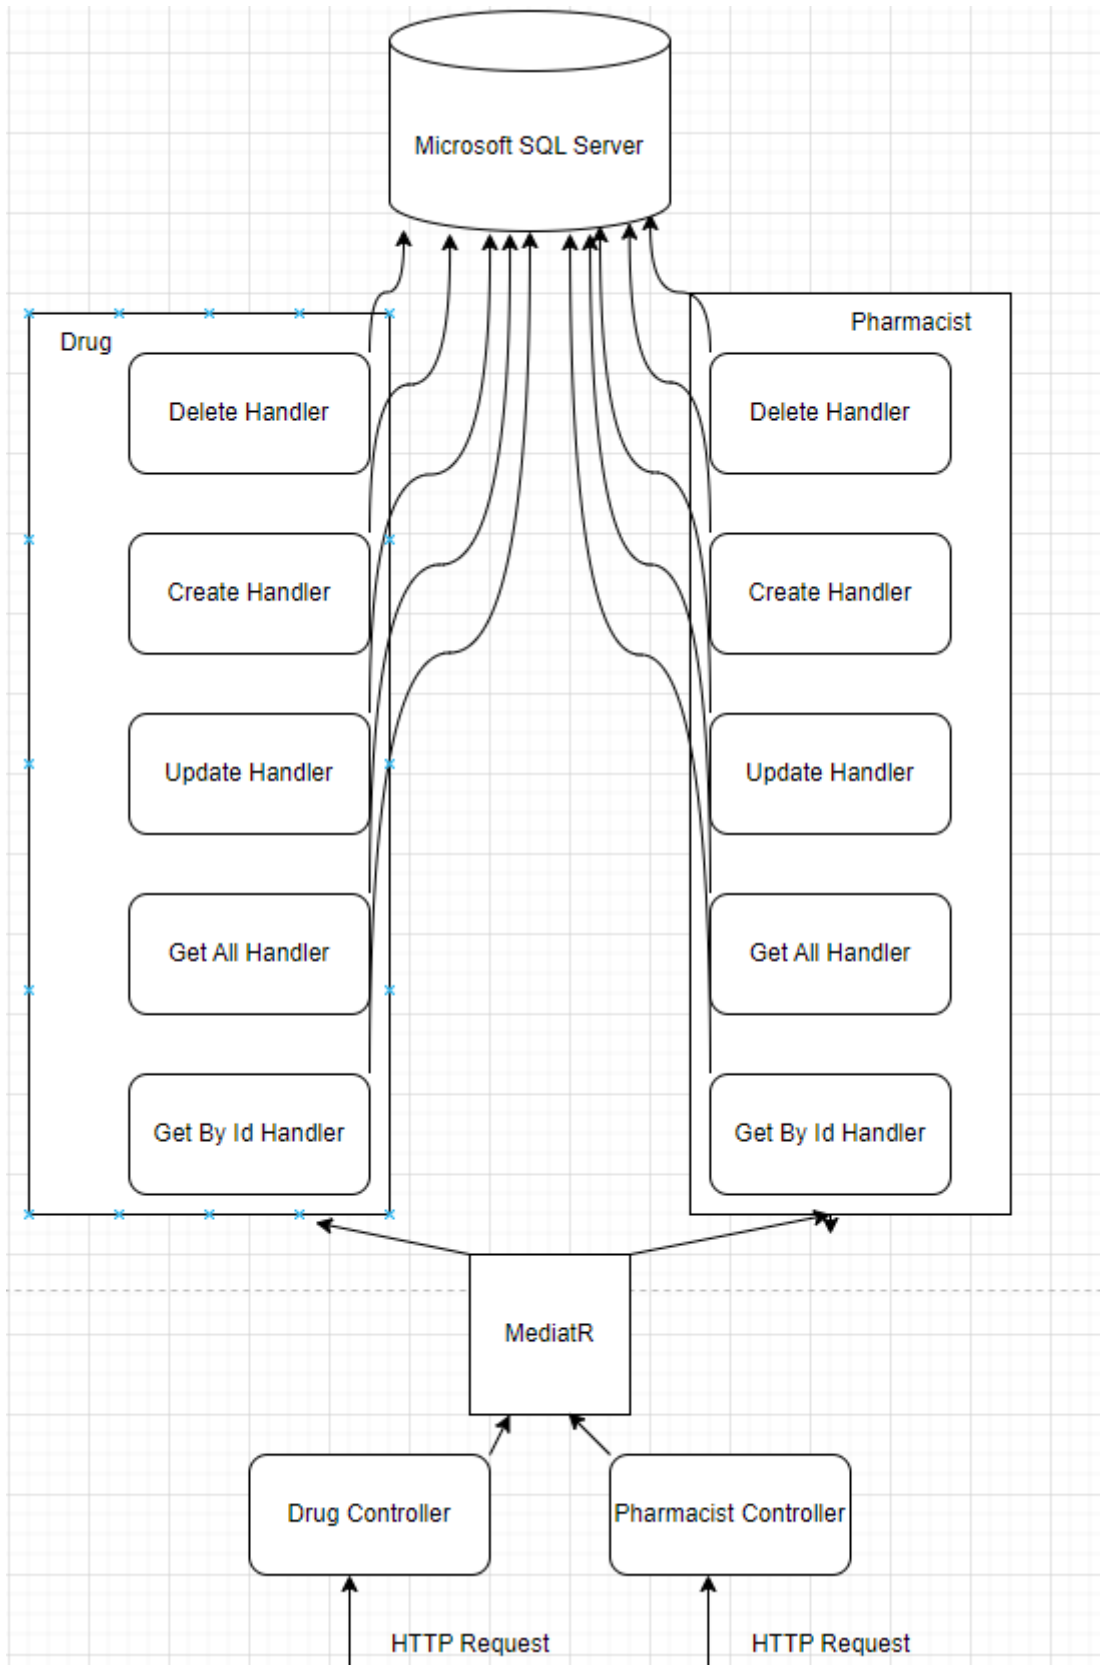 Microsoft SQL Server
Drug
Delete Handler
Create Handler
Update Handler
Get All Handler
Get By Id Handler
Pharmacist
Delete Handler
Create Handler
Update Handler
Get All Handler
Get By Id Handler
MediatR
Drug Controller
Pharmacist Controller
HTTP Request
HTTP Request